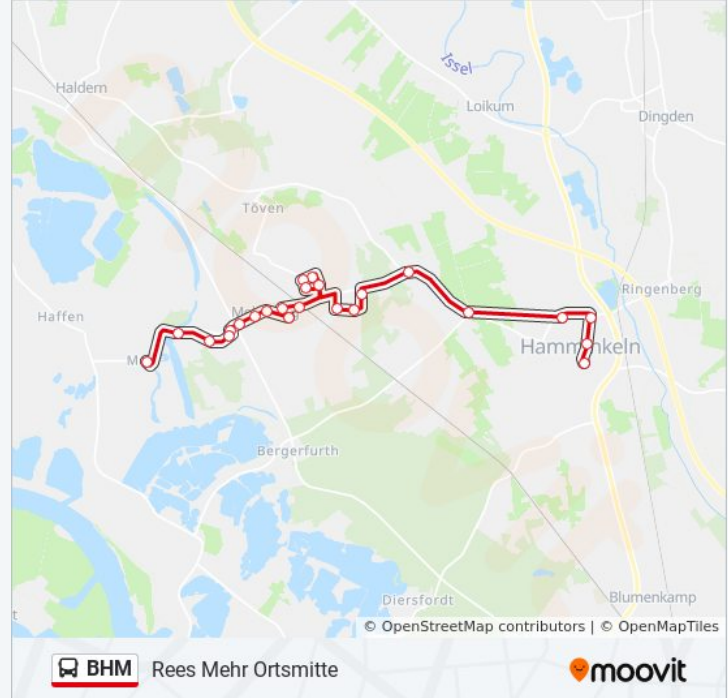 Issel
Haldern
Loikum
Dingden
Töven
Ringenberg
Haffen
Hamminkeln
Bergerfurth
Diersfordt
Blumenkamp
© OpenStreetMap contributors | © OpenMapTiles
BHM Rees Mehr Ortsmitte
moovit